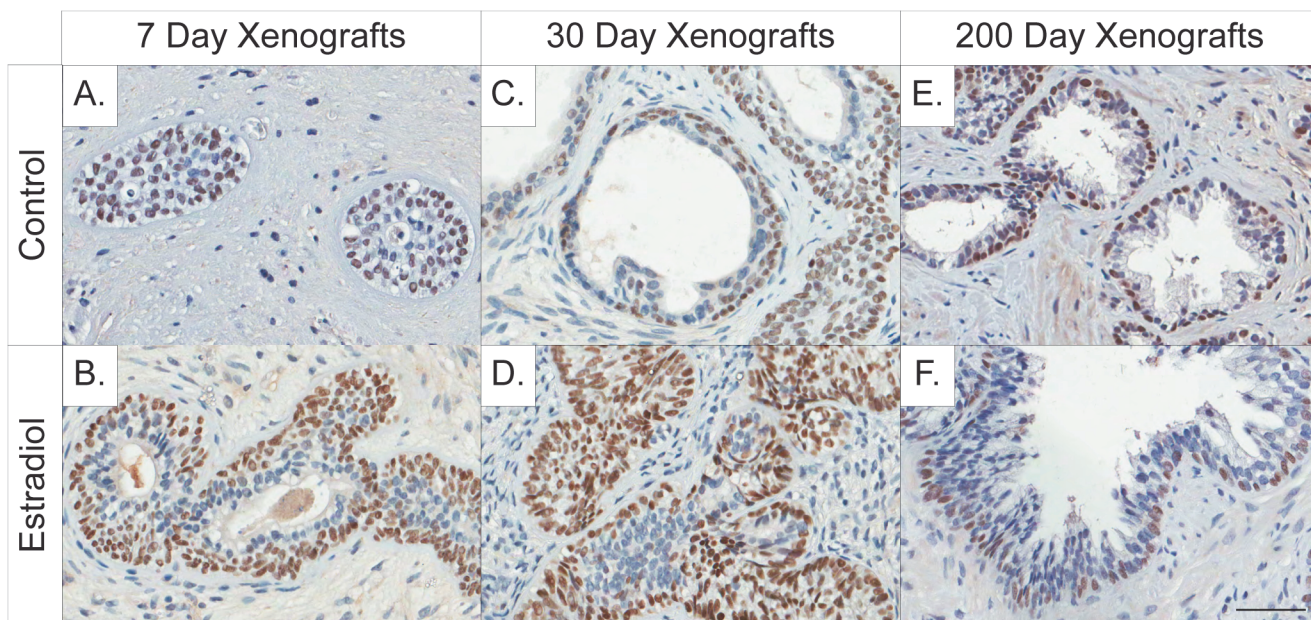 7 Day Xenografts
30 Day Xenografts
200 Day Xenografts
Control
A.
C.
E.
Estradiol
B.
D.
F.